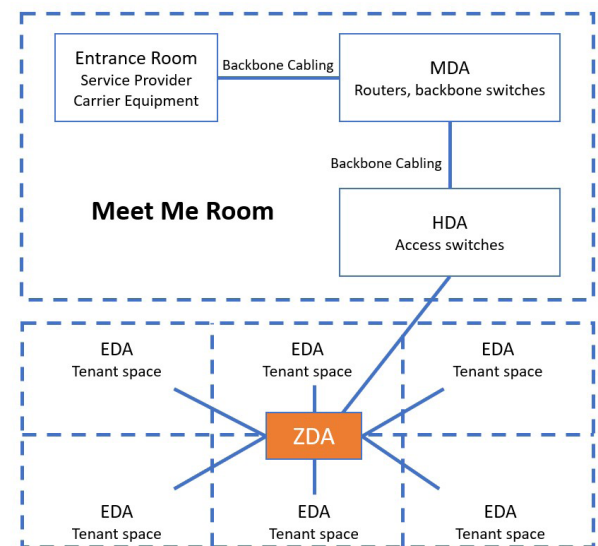 Entrance Room
Service Provider
Carrier Equipment
Backbone Cabling
MDA
Routers, backbone switches
Backbone Cabling
Meet Me Room
HDA
Access switches
EDA
Tenant space
EDA
Tenant space
EDA
Tenant space
ZDA
EDA
Tenant space
EDA
Tenant space
EDA
Tenant space